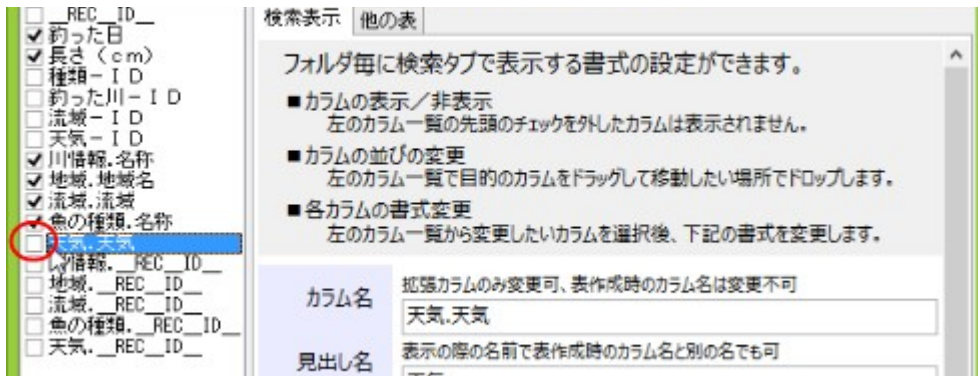 __REC__ID__
釣った日
長さ（cm）
種類－ＩＤ
釣った川－ＩＤ
流域－ＩＤ
天気－ＩＤ
川情報.名称
地域.地域名
流域.流域
魚の種類.名称
天気.天気
情報.__REC__ID__
地域.__REC__ID__
流域.__REC__ID__
魚の種類.__REC__ID__
天気.__REC__ID__
検索表示 他の表
フォルダ毎に検索タブで表示する書式の設定ができます。
■カラムの表示／非表示
左のカラム一覧の先頭のチェックを外したカラムは表示されません。
■カラムの並びの変更
左のカラム一覧で目的のカラムをドラッグして移動したい場所でドロップします。
■各カラムの書式変更
左のカラム一覧から変更したいカラムを選択後、下記の書式を変更します。
カラム名
拡張カラムのみ変更可、表作成時のカラム名は変更不可
天気.天気
見出し名
表示の際の名前で表作成時のカラム名と別の名でも可